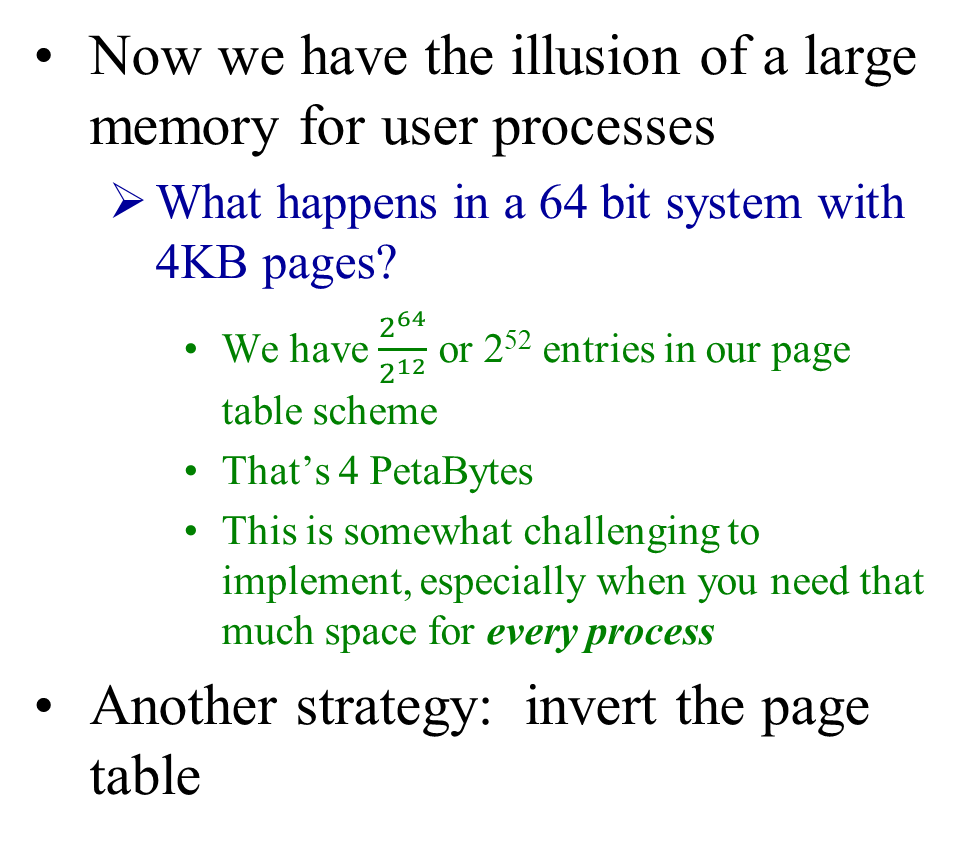 • Now we have the illusion of a large
memory for user processes
➢ What happens in a 64 bit system with
4KB pages?
• We have 2^64/2^12 or 2^52 entries in our page
table scheme
• That's 4 PetaBytes
• This is somewhat challenging to
implement, especially when you need that
much space for every process
• Another strategy: invert the page
table